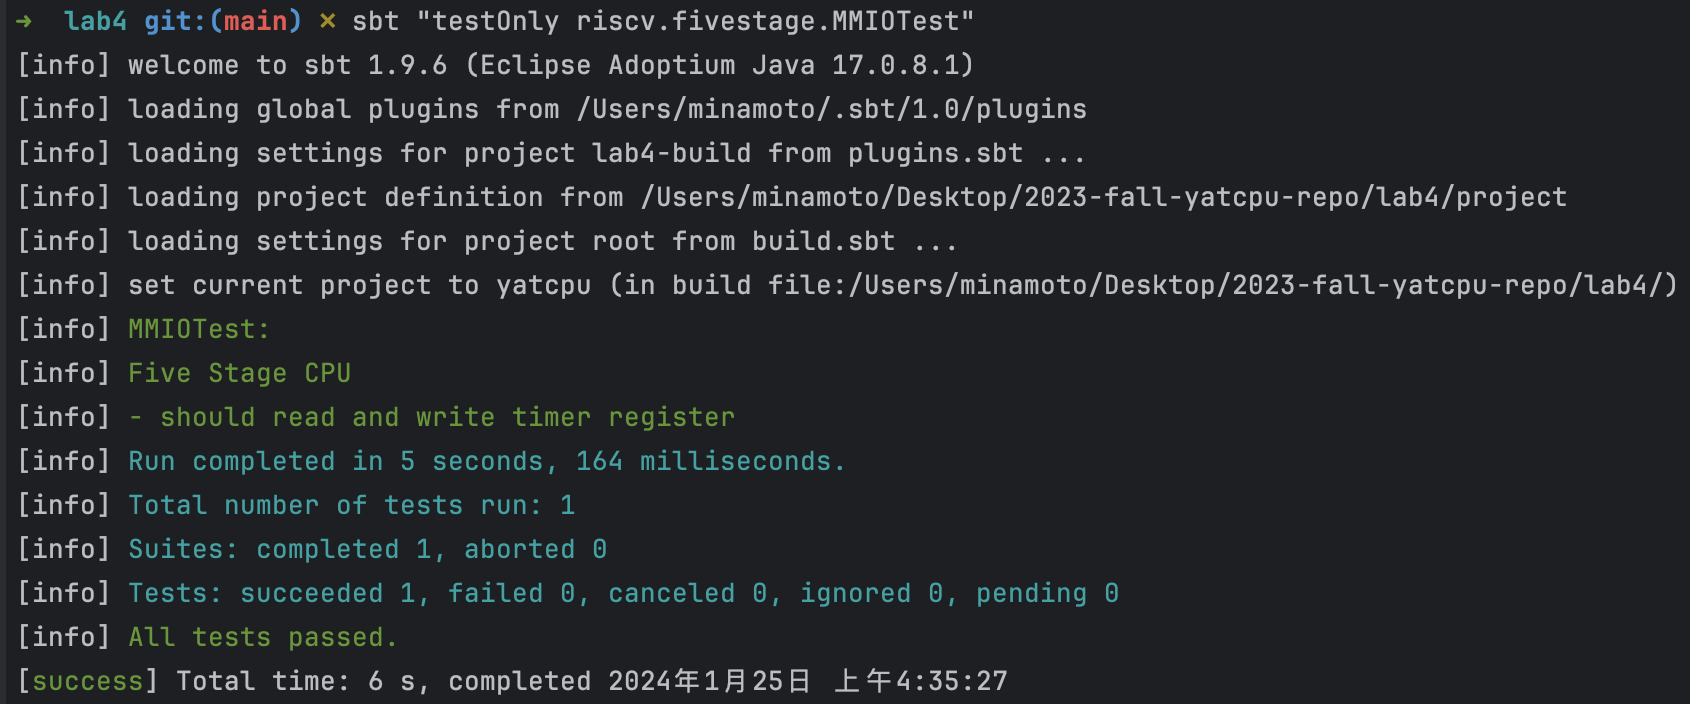 → lab4 git:(main) × sbt "testOnly riscv.fivestage.MMIOTest"
[info] welcome to sbt 1.9.6 (Eclipse Adoptium Java 17.0.8.1)
[info] loading global plugins from /Users/minamoto/.sbt/1.0/plugins
[info] loading settings for project lab4-build from plugins.sbt ...
[info] loading project definition from /Users/minamoto/Desktop/2023-fall-yatcpu-repo/lab4/project
[info] loading settings for project root from build.sbt ...
[info] set current project to yatcpu (in build file:/Users/minamoto/Desktop/2023-fall-yatcpu-repo/lab4/)
[info] MMIOTest:
[info] Five Stage CPU
[info] - should read and write timer register
[info] Run completed in 5 seconds, 164 milliseconds.
[info] Total number of tests run: 1
[info] Suites: completed 1, aborted 0
[info] Tests: succeeded 1, failed 0, canceled 0, ignored 0, pending 0
[info] All tests passed.
[success] Total time: 6 s, completed 2024年1月25日 上午4:35:27